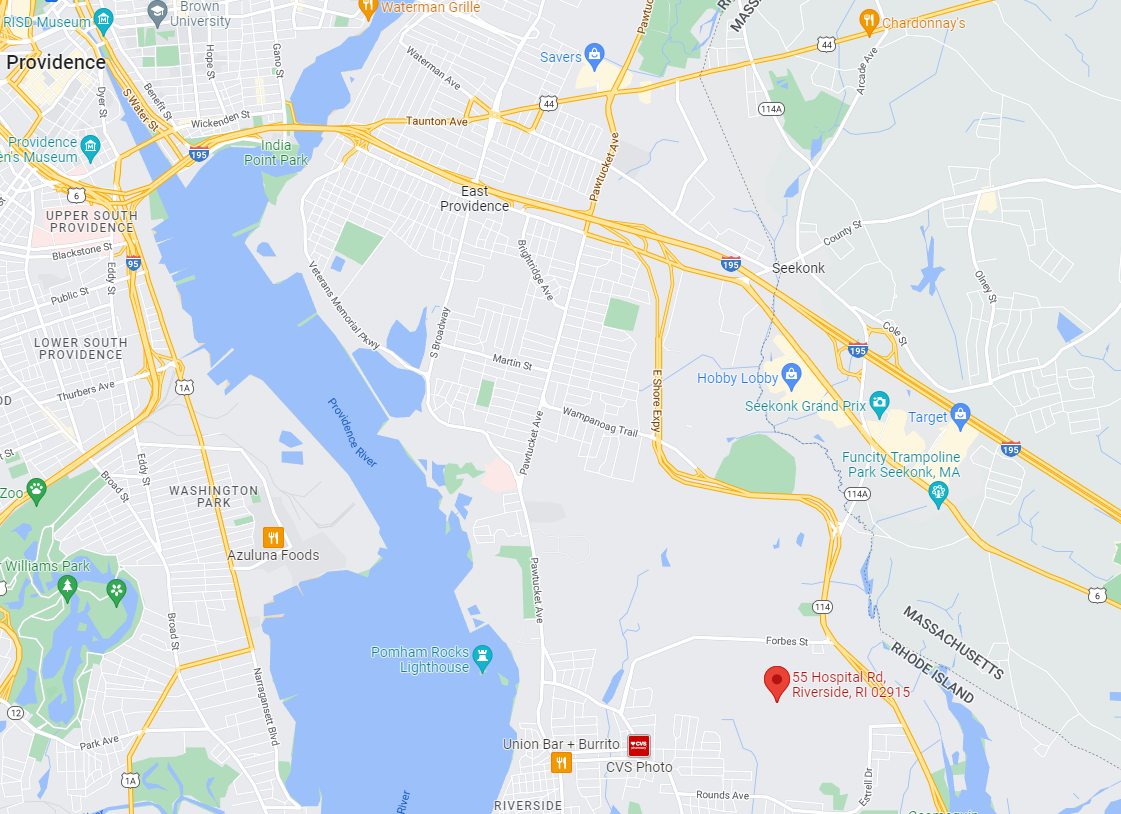 RISD Museum
Brown
University
Waterman Grille
Pawtuc
MASS
Chardonnay's
Providence
Hope St
Gano St
Waterman Ave
Savers
44
Arcade Ave
Dyer St
S Water St
Benefit St
44
114A
Wickenden St
Taunton Ave
Providence
en's Museum
195
India
Point Park
Pawtucket Ave
6
East
Providence
UPPER SOUTH
PROVIDENCE
Blackstone St
County St
95
Eddy St
Brightridge Ave
195
Seekonk
Veterans Memorial Pkwy
Olney St
Public St
S Broadway
Cole St
LOWER SOUTH
PROVIDENCE
195
Martin St
Thurbers Ave
1A
Hobby Lobby
E Shore Expy
Seekonk Grand Prix
Target
OD
Providence River
Pawtucket Ave
Wampanoag Trail
195
Funcity Trampoline
Park Seekonk, MA
Eddy St
Broad St
Zoo
WASHINGTON
PARK
114A
Azuluna Foods
Williams Park
Pawtucket Ave
6
114
Broad St
MASSACHUSETTS
RHODE ISLAND
Forbes St
Pomham Rocks
Lighthouse
55 Hospital Rd,
Riverside, RI 02915
Narragansett Blvd
12
Park Ave
Union Bar + Burrito
CVS
pharmacy
CVS Photo
1A
Estrell Dr
Rounds Ave
RIVERSIDE
River